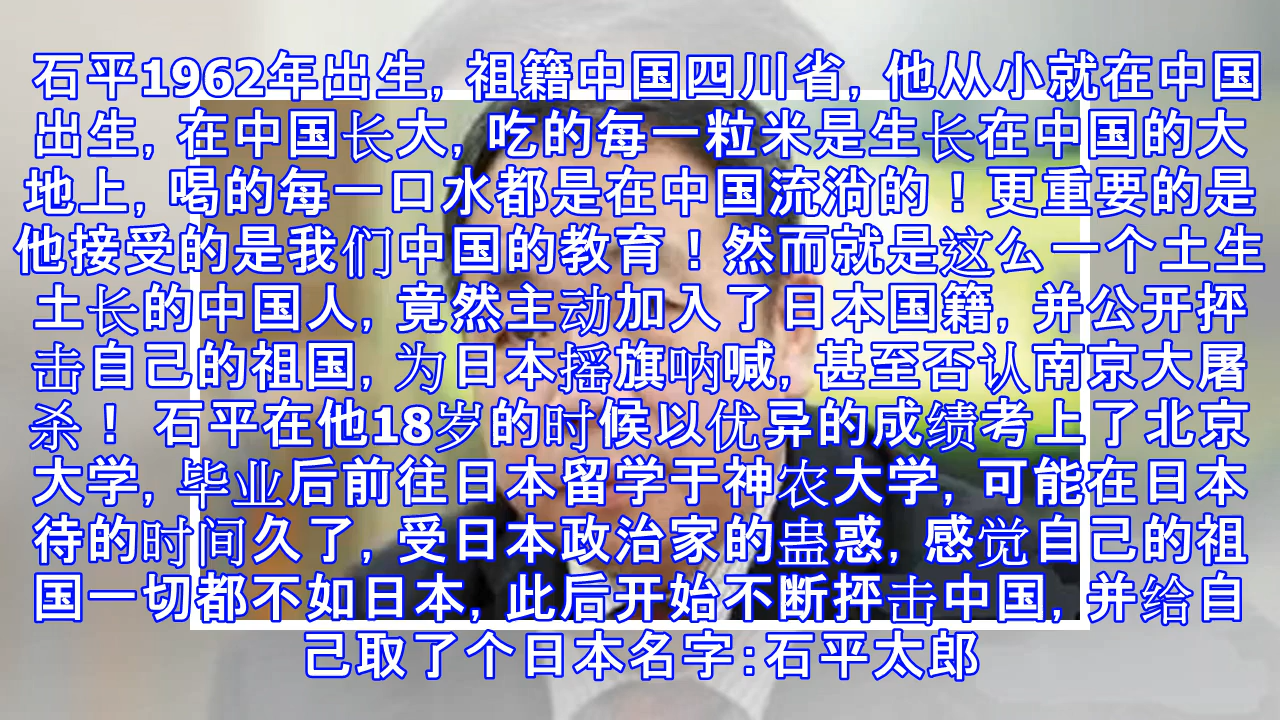 石平1962年出生, 祖籍中国四川省, 他从小就在中国
出生, 在中国长大, 吃的每一粒米是生长在中国的大
地上, 喝的每一口水都是在中国流淌的！更重要的是
他接受的是我们中国的教育！然而就是这么一个土生
土长的中国人, 竟然主动加入了日本国籍, 并公开抨
击自己的祖国, 为日本摇旗呐喊, 甚至否认南京大屠
杀！ 石平在他18岁的时候以优异的成绩考上了北京
大学, 毕业后前往日本留学于神农大学, 可能在日本
待的时间久了, 受日本政治家的蛊惑, 感觉自己的祖
国一切都不如日本, 此后开始不断抨击中国, 并给自
己取了个日本名字:石平太郎